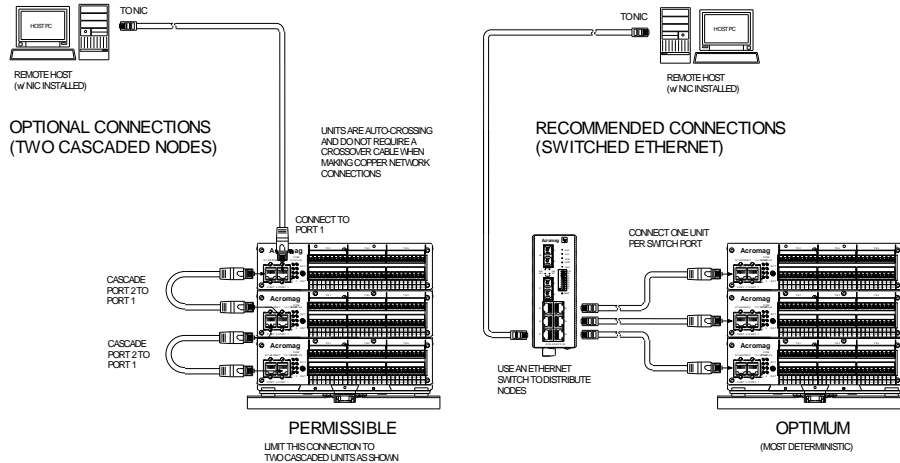 HOST PC
TO NIC
REMOTE HOST
(w/ NIC INSTALLED)
OPTIONAL CONNECTIONS
(TWO CASCADED NODES)
UNITS ARE AUTO-CROSSING
AND DO NOT REQUIRE A
CROSSOVER CABLE WHEN
MAKING COPPER NETWORK
CONNECTIONS
CONNECT TO
PORT 1
CASCADE
PORT 2 TO
PORT 1
CASCADE
PORT 2 TO
PORT 1
Acromag
Acromag
Acromag
PERMISSIBLE
LIMIT THIS CONNECTION TO
TWO CASCADED UNITS AS SHOWN
TO NIC
HOST PC
REMOTE HOST
(w/ NIC INSTALLED)
RECOMMENDED CONNECTIONS
(SWITCHED ETHERNET)
CONNECT ONE UNIT
PER SWITCH PORT
Acromag
USE AN ETHERNET
SWITCH TO DISTRIBUTE
NODES
Acromag
Acromag
Acromag
OPTIMUM
(MOST DETERMINISTIC)